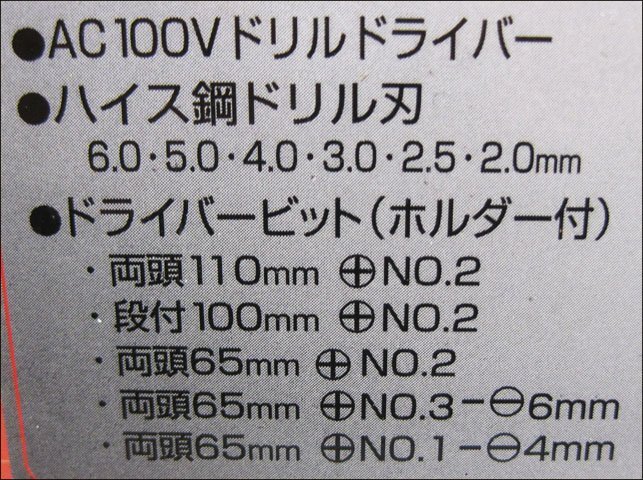 ●AC100Vドリルドライバー
●ハイス鋼ドリル刃
6.0・5.0・4.0・3.0・2.5・2.0mm
●ドライバービット(ホルダー付)
・両頭110mm ⊕NO.2
・段付100mm ⊕NO.2
・両頭65mm ⊕NO.2
・両頭65mm ⊕NO.3−⊖6mm
・両頭65mm ⊕NO.1−⊖4mm